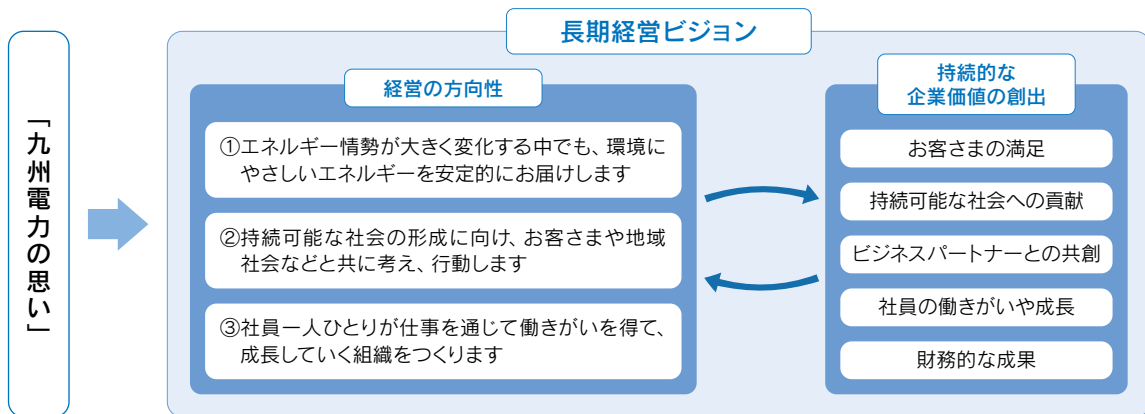 「九州電力の思い」
長期経営ビジョン
経営の方向性
①エネルギー情勢が大きく変化する中でも、環境に
やさしいエネルギーを安定的にお届けします
②持続可能な社会の形成に向け、お客さまや地域
社会などと共に考え、行動します
③社員一人ひとりが仕事を通じて働きがいを得て、
成長していく組織をつくります
持続的な
企業価値の創出
お客さまの満足
持続可能な社会への貢献
ビジネスパートナーとの共創
社員の働きがいや成長
財務的な成果